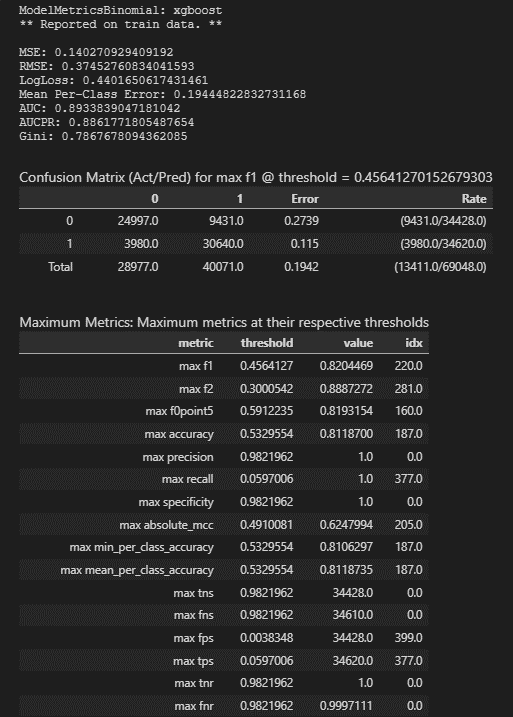 ModelMetricsBinomial: xgboost
** Reported on train data. **
MSE: 0.140270929409192
RMSE: 0.37452760834041593
LogLoss: 0.4401650617431461
Mean Per-Class Error: 0.19444822832731168
AUC: 0.8933839047181042
AUCPR: 0.8861771805487654
Gini: 0.7867678094362085
Confusion Matrix (Act/Pred) for max f1 @ threshold = 0.45641270152679303
0 1 Error Rate
0 24997.0 9431.0 0.2739 (9431.0/34428.0)
1 3980.0 30640.0 0.115 (3980.0/34620.0)
Total 28977.0 40071.0 0.1942 (13411.0/69048.0)
Maximum Metrics: Maximum metrics at their respective thresholds
metric threshold value idx
max f1 0.4564127 0.8204469 220.0
max f2 0.3000542 0.8887272 281.0
max f0point5 0.5912235 0.8193154 160.0
max accuracy 0.5329554 0.8118700 187.0
max precision 0.9821962 1.0 0.0
max recall 0.0597006 1.0 377.0
max specificity 0.9821962 1.0 0.0
max absolute_mcc 0.4910081 0.6247994 205.0
max min_per_class_accuracy 0.5329554 0.8106297 187.0
max mean_per_class_accuracy 0.5329554 0.8118735 187.0
max tns 0.9821962 34428.0 0.0
max fns 0.9821962 34610.0 0.0
max fps 0.0038348 34428.0 399.0
max tps 0.0597006 34620.0 377.0
max tnr 0.9821962 1.0 0.0
max fnr 0.9821962 0.9997111 0.0